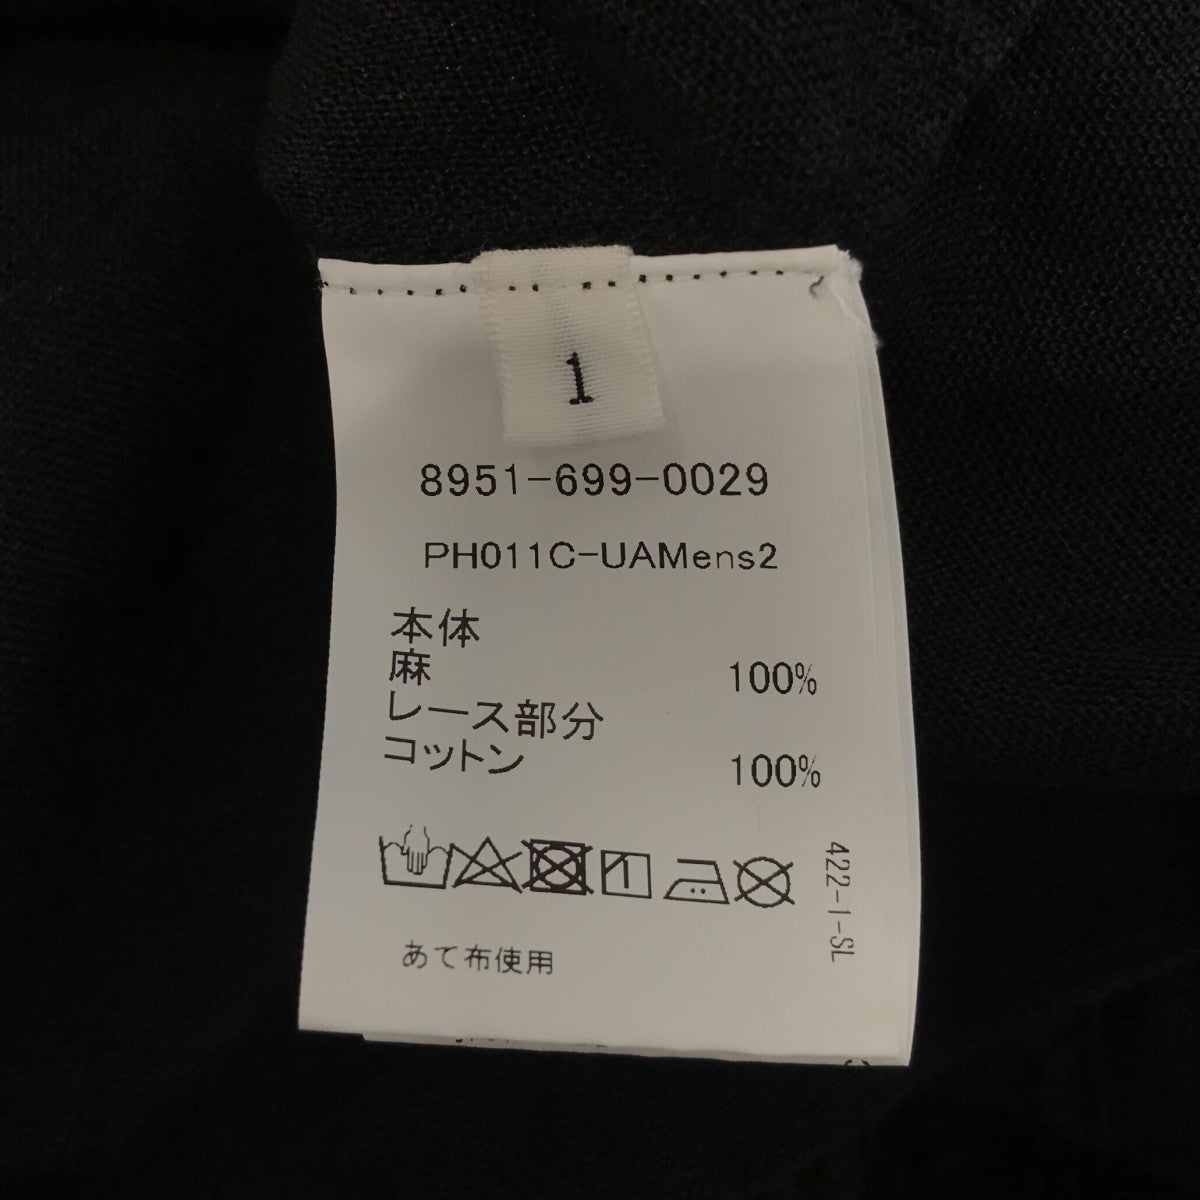 1
8951-699-0029
PH011C-UAMens2
本体
麻 100%
レース部分
コットン 100%
422-1-SL
あて布使用